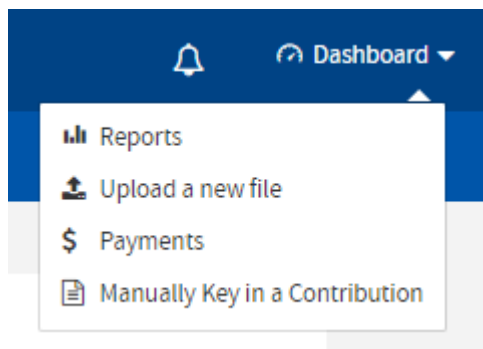 Dashboard
Reports
Upload a new file
$ Payments
Manually Key in a Contribution